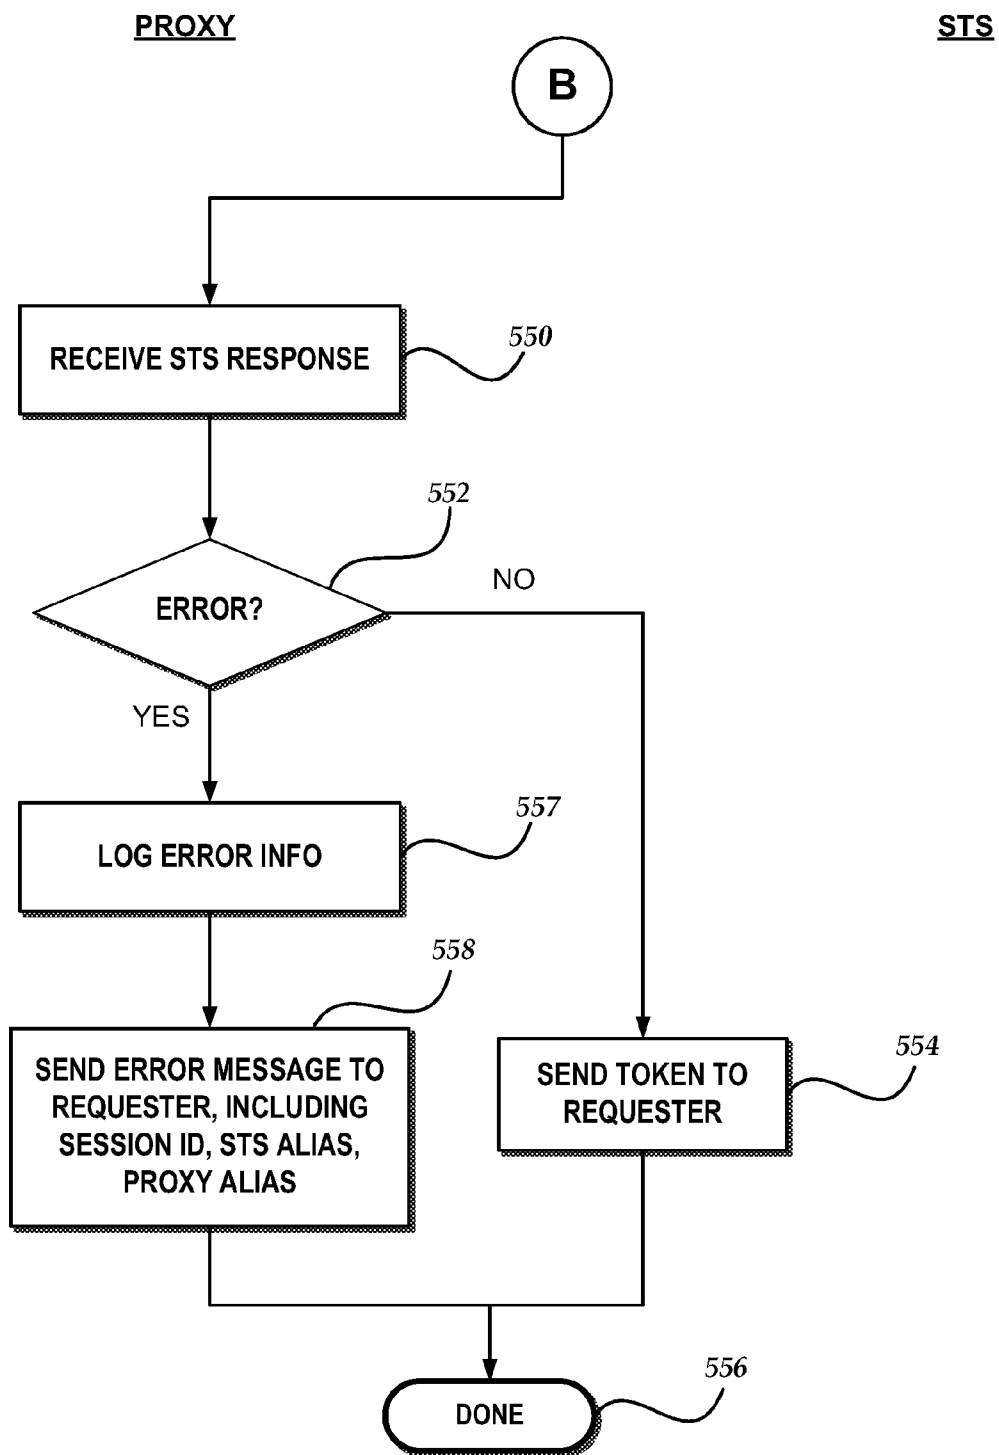 PROXY
STS
B
RECEIVE STS RESPONSE
550
552
ERROR?
NO
YES
LOG ERROR INFO
557
558
SEND ERROR MESSAGE TO
REQUESTER, INCLUDING
SESSION ID, STS ALIAS,
PROXY ALIAS
SEND TOKEN TO
REQUESTER
554
DONE
556